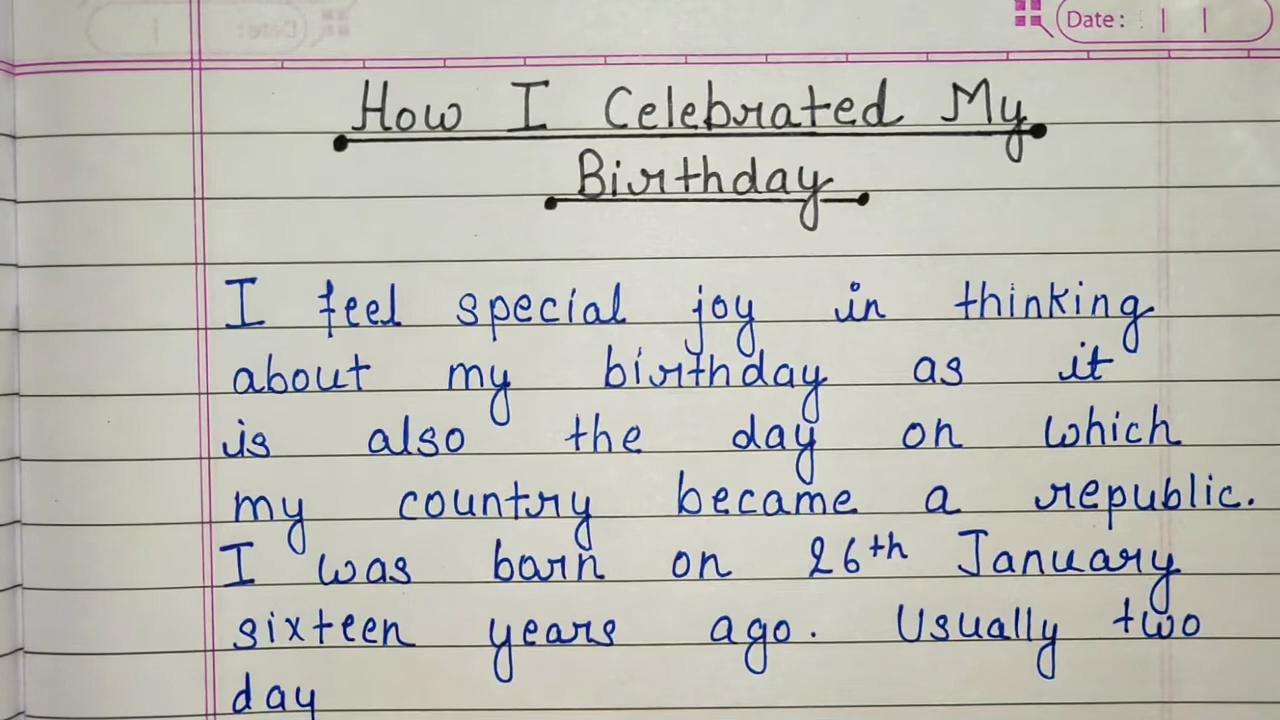 Date:
How I Celebrated My
Birthday
I feel special joy in thinking
about my birthday as it
is also the day on which
my country became a republic.
I was barn on 26th January
sixteen years ago. Usually two
day